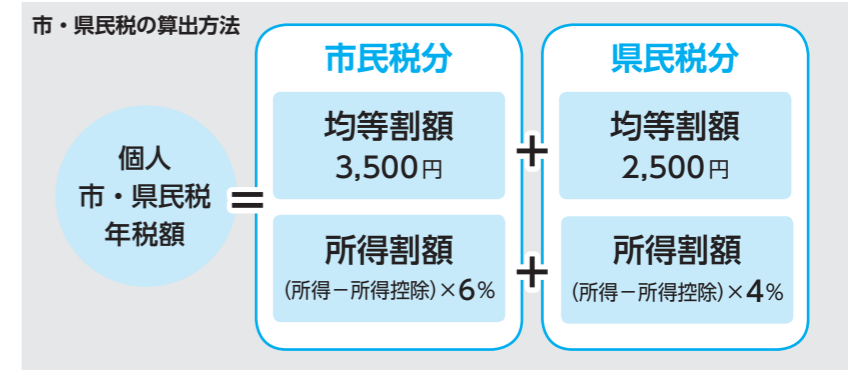 市・県民税の算出方法
個人
市・県民税
年税額
=
市民税分
均等割額
3,500円
所得割額
(所得－所得控除)×6%
+
+
県民税分
均等割額
2,500円
所得割額
(所得－所得控除)×4%